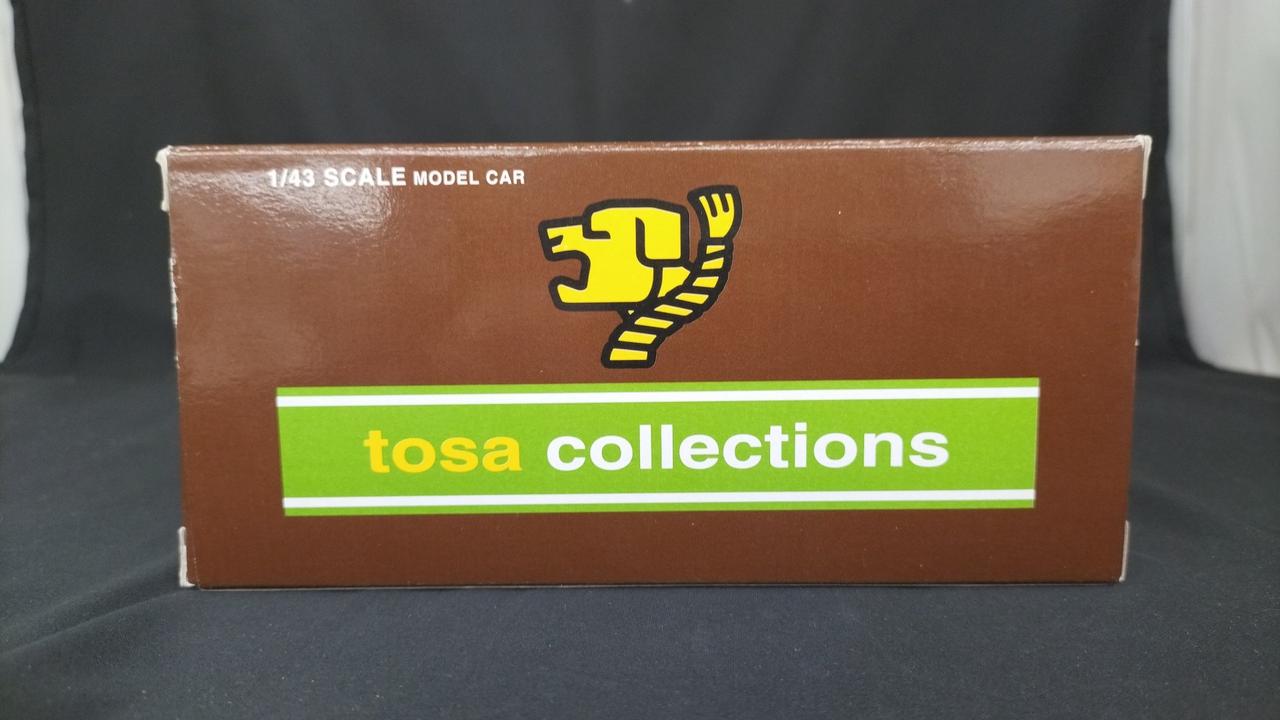 1/43 SCALE MODEL CAR
tosa collections